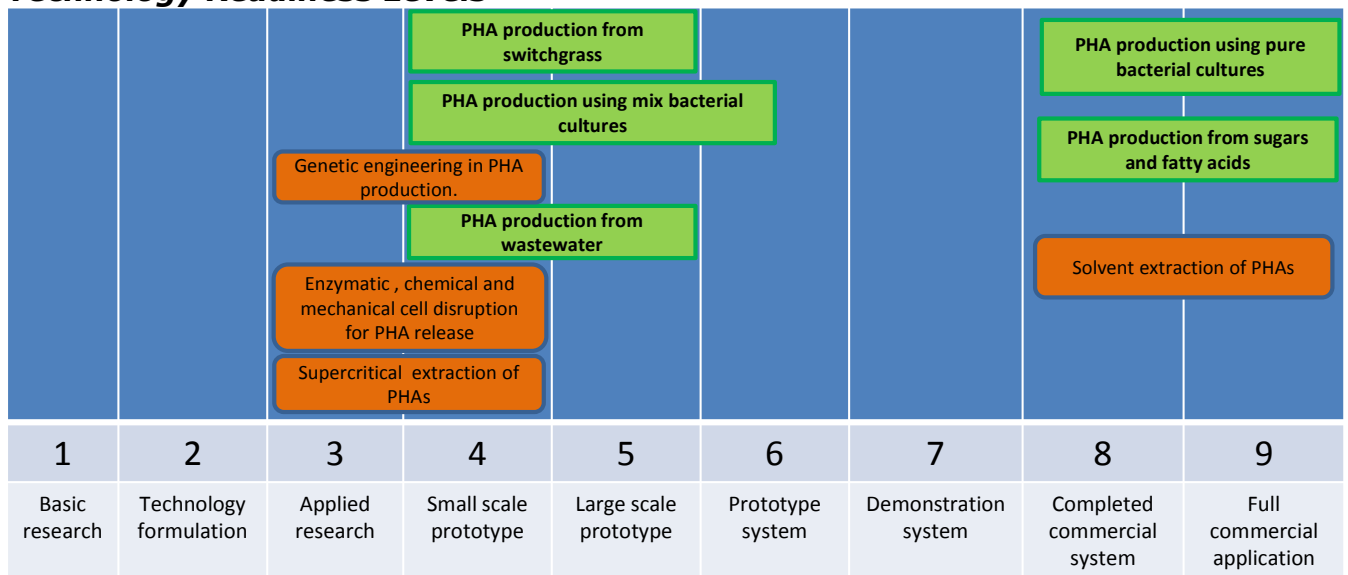 Technology Readiness Levels
PHA production from
switchgrass
PHA production using pure
bacterial cultures
PHA production using mix bacterial
cultures
PHA production from sugars
and fatty acids
Genetic engineering in PHA
production.
PHA production from
wastewater
Solvent extraction of PHAs
Enzymatic , chemical and
mechanical cell disruption
for PHA release
Supercritical extraction of
PHAs
1 2 3 4 5 6 7 8 9
Basic
research
Technology
formulation
Applied
research
Small scale
prototype
Large scale
prototype
Prototype
system
Demonstration
system
Completed
commercial
system
Full
commercial
application